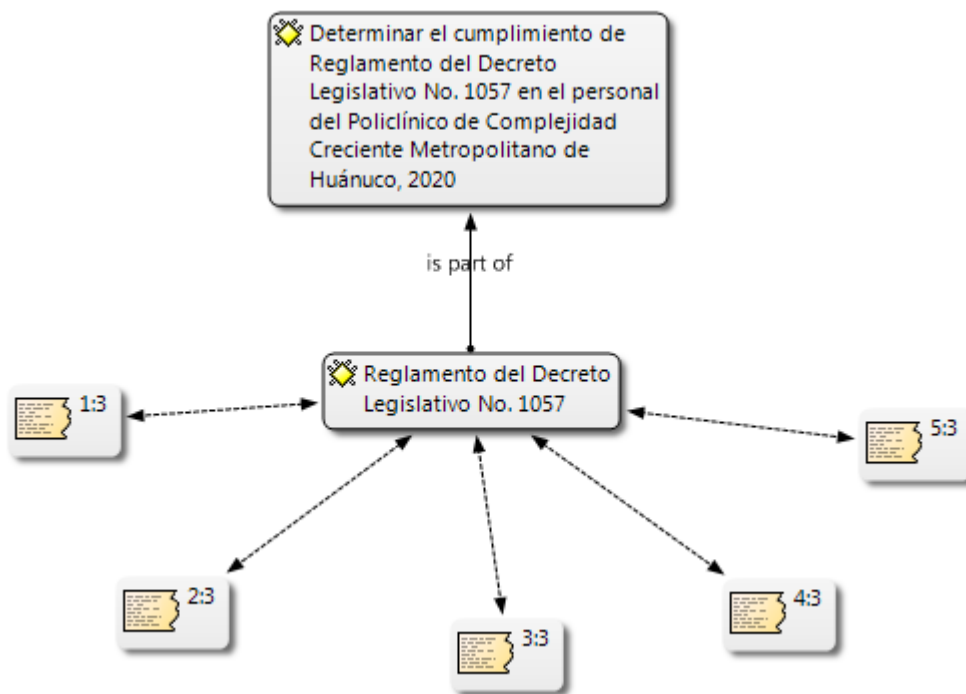 Determinar el cumplimiento de
Reglamento del Decreto
Legislativo No. 1057 en el personal
del Policlínico de Complejidad
Creciente Metropolitano de
Huánuco, 2020
is part of
Reglamento del Decreto
Legislativo No. 1057
1:3
5:3
2:3
4:3
3:3